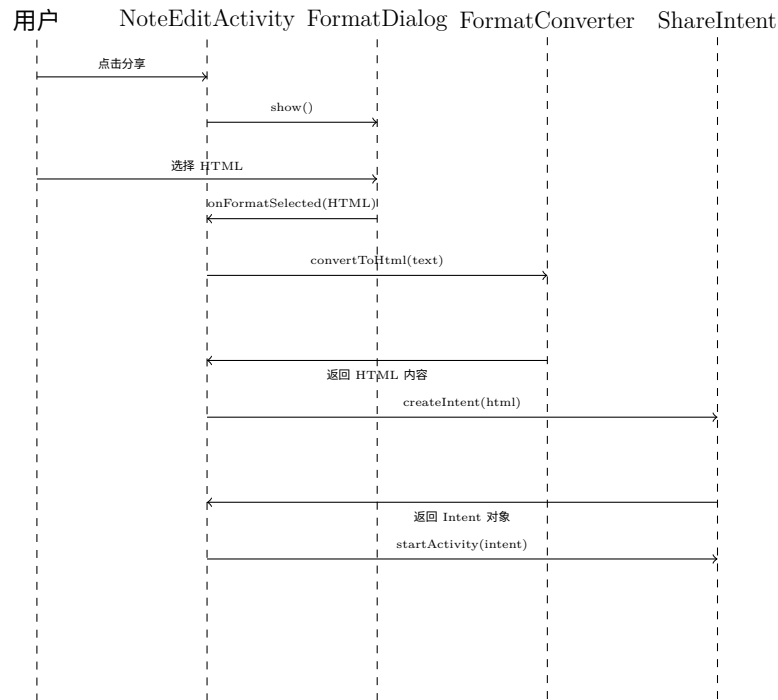 用户 NoteEditActivity FormatDialog FormatConverter ShareIntent
点击分享
show()
选择 HTML
onFormatSelected(HTML)
convertToHtml(text)
返回 HTML 内容
createIntent(html)
返回 Intent 对象
startActivity(intent)